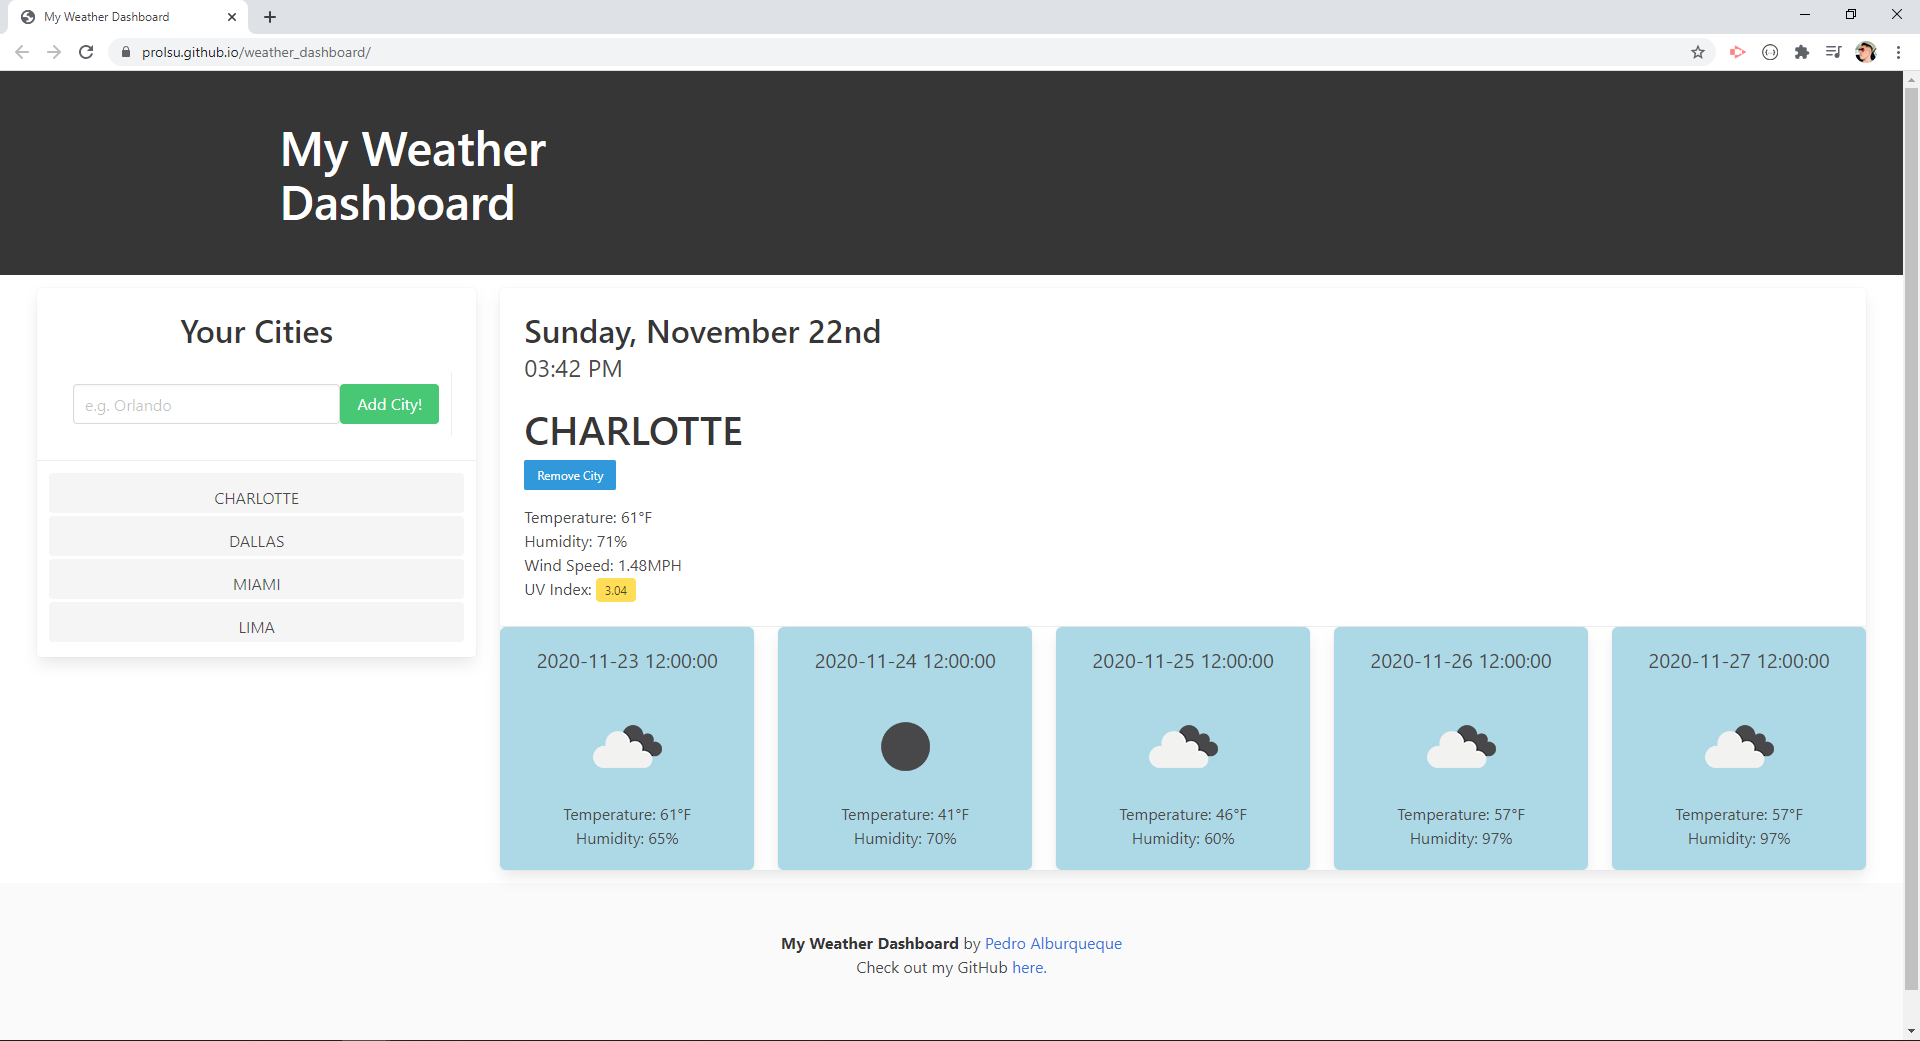 My Weather Dashboard
prolsu.github.io/weather_dashboard/
My Weather
Dashboard
Your Cities
e.g. Orlando
Add City!
CHARLOTTE
DALLAS
MIAMI
LIMA
Sunday, November 22nd
03:42 PM
CHARLOTTE
Remove City
Temperature: 61°F
Humidity: 71%
Wind Speed: 1.48MPH
UV Index: 3.04
2020-11-23 12:00:00
Temperature: 61°F
Humidity: 65%
2020-11-24 12:00:00
Temperature: 41°F
Humidity: 70%
2020-11-25 12:00:00
Temperature: 46°F
Humidity: 60%
2020-11-26 12:00:00
Temperature: 57°F
Humidity: 97%
2020-11-27 12:00:00
Temperature: 57°F
Humidity: 97%
My Weather Dashboard by Pedro Alburqueque
Check out my GitHub here.